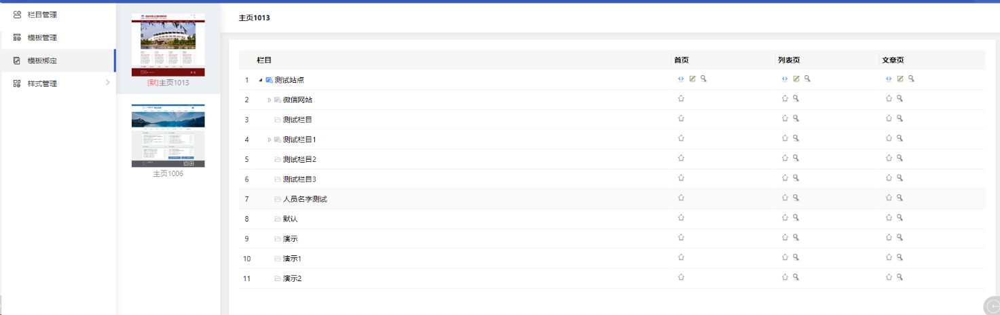 栏目管理
模板管理
模板绑定
样式管理
[默]主页1013
主页1006
主页1013
栏目 首页 列表页 文章页
1 测试站点
2 微信网站
3 测试栏目
4 测试栏目1
5 测试栏目2
6 测试栏目3
7 人员名字测试
8 默认
9 演示
10 演示1
11 演示2